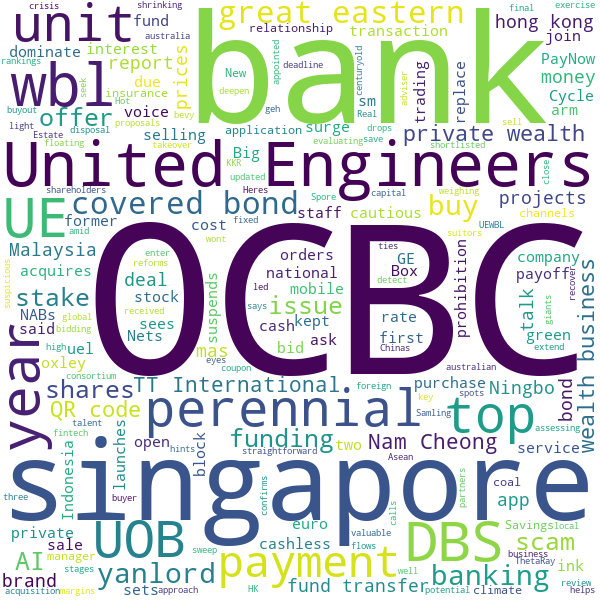 unit
bank
crisis
australia
fund
great eastern
relationship
transaction
hong kong
exercise
final
dominate
rankings
buyout
interest
report
prices
New
appointed
deadline
centuryold
join
PayNow
money
wbl
insurance
due
deepen
geh
Real
trading
replace
Cycle
arm
seek
light
Hot
bevy
offer
voice
sm
adviser
disposal
proposals
selling
application
surge
drops
save
private wealth
sell
Estate
floating
takeover
Big
KKR
evaluating
shortlisted
close
United Engineers
shareholders
updated
Heres
Spore
capital
weighing
channels
UE
covered bond
former
amid
cost
fixed
staff
cautious
buy
suitors
projects
UEWBL
Malaysia
acquires
enter
reforms
wont
orders
national
ties
GE
Box
detect
prohibition
company
payoff
recover
suspicious
stake
deal
stock
suspends
mobile
led
says
Chinas
giants
NABs
global
received
issue
rate
talk
green
said
bidding
sees
cash
kept
first
extend
high
uel
Nets
mas
bid
ask
consortium
eyes
coupon
australian
oxley
TT International
foreign
key
purchase
Ningbo
wealth business
OCBC
year
shares
perennial
Samling
spots
bond
assessing
top
QR code
fintech
talent
launches
hints
open
block
funding
straightforward
two
Nam Cheong
Asean
service
Indonesia
confirms
coal
three
buyer
singapore
private
UOB
euro
cashless
calls
valuable
flows
DBS
partners
app
Savings
local
scam
AI
sale
manager
stages
sweep
payment
well
business
ThetaRay
ink
brand
yanlord
banking
review
acquisition
margins
sets
approach
HK
fund transfer
potential
climate
helps